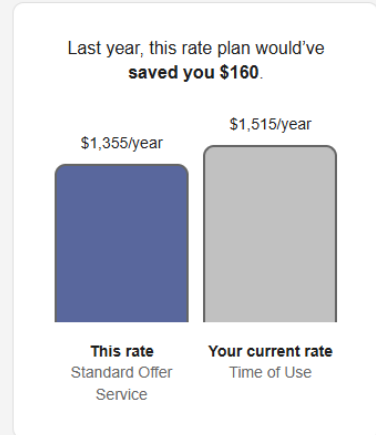 Last year, this rate plan would've
saved you $160.
$1,355/year
$1,515/year
This rate
Standard Offer
Service
Your current rate
Time of Use